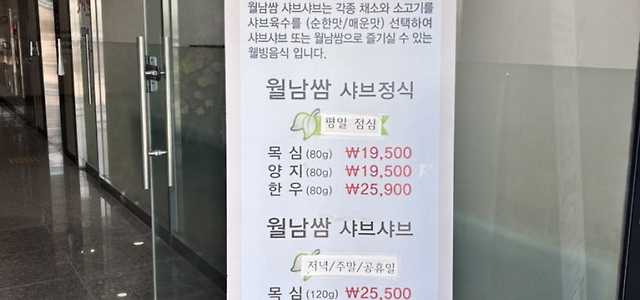 월남쌈 샤브샤브는 각종 채소와 소고기를
샤브육수를 (순한맛/매운맛) 선택하여
샤브샤브 또는 월남쌈으로 즐기실 수 있는
웰빙음식 입니다.
월남쌈 샤브정식
평일 점심
목 심 (80g) ₩19,500
양 지 (80g) ₩19,500
한 우 (80g) ₩25,900
월남쌈 샤브샤브
저녁/주말/공휴일
목 심 (120g) ₩25,500